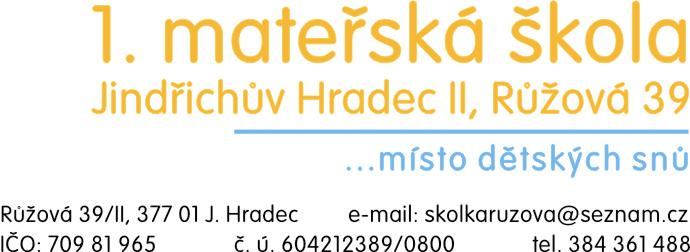 1. mateřská škola
Jindřichův Hradec II, Růžová 39
...místo dětských snů
Růžová 39/II, 377 01 J. Hradec e-mail: skolkaruzova@seznam.cz
IČO: 709 81 965 č. ú. 604212389/0800 tel. 384 361 488